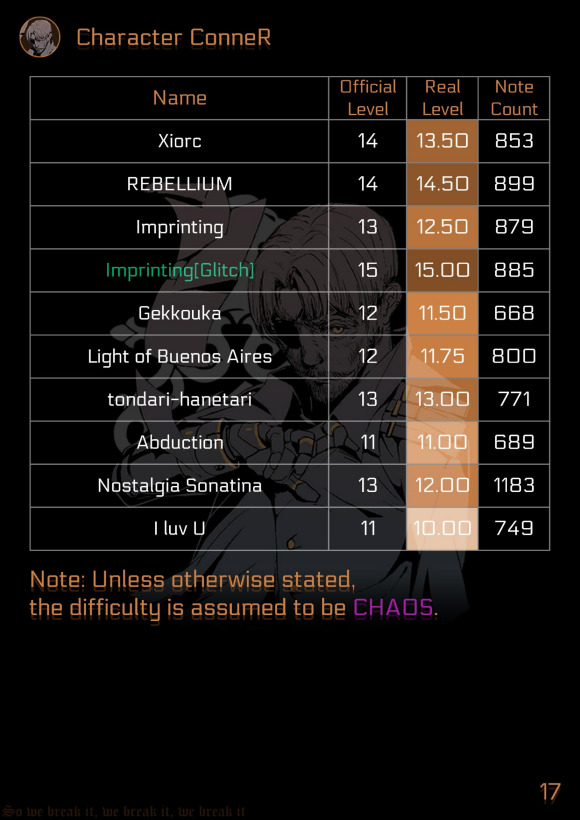 Character ConneR
Name Official Level Real Level Note Count
Xiorc 14 13.50 853
REBELLIUM 14 14.50 899
Imprinting 13 12.50 879
Imprinting[Glitch] 15 15.00 885
Gekkouka 12 11.50 668
Light of Buenos Aires 12 11.75 800
tondari-hanetari 13 13.00 771
Abduction 11 11.00 689
Nostalgia Sonatina 13 12.00 1183
I luv U 11 10.00 749
Note: Unless otherwise stated,
the difficulty is assumed to be CHAOS.
17
So we break it, we break it, we break it